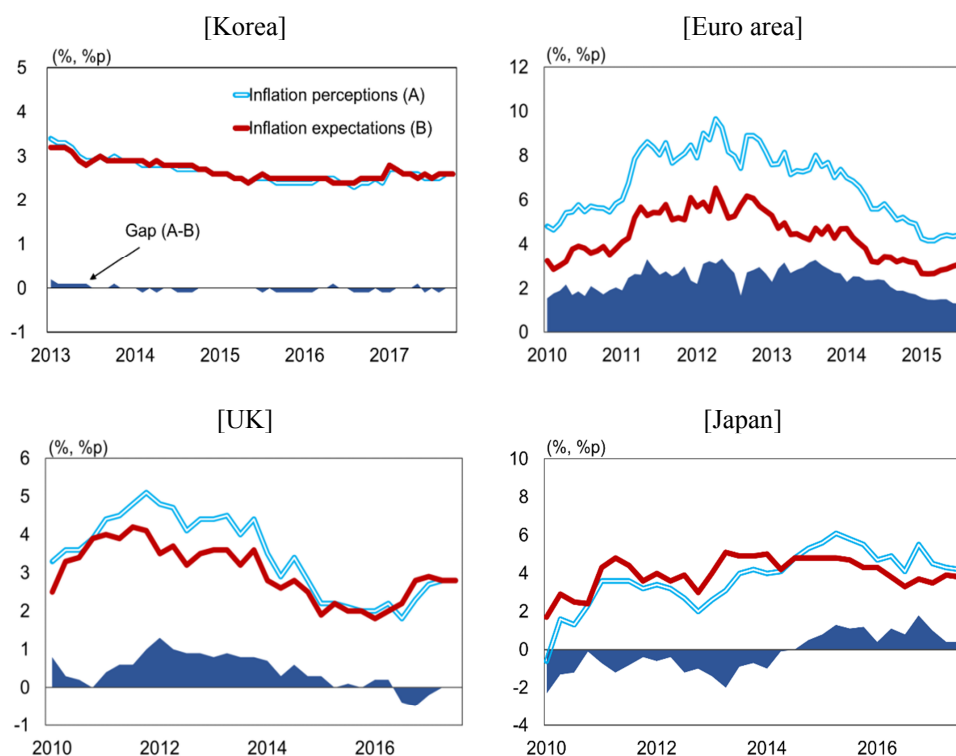 [Korea]
(%, %p)
5
4
3
2
1
0
-1
Inflation perceptions (A)
Inflation expectations (B)
Gap (A-B)
2013 2014 2015 2016 2017
[Euro area]
(%, %p)
12
10
8
6
4
2
0
2010 2011 2012 2013 2014 2015
[UK]
(%, %p)
6
5
4
3
2
1
0
-1
2010 2012 2014 2016
[Japan]
(%, %p)
10
8
6
4
2
0
-2
-4
2010 2012 2014 2016